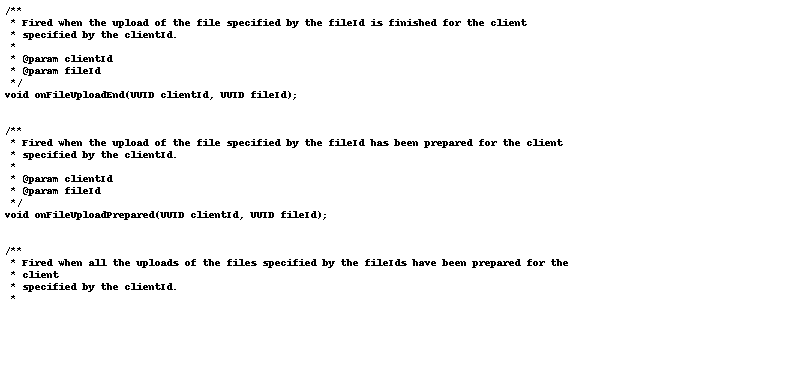 /**
 * Fired when the upload of the file specified by the fileId is finished for the client
 * specified by the clientId.
 *
 * @param clientId
 * @param fileId
 */
void onFileUploadEnd(UUID clientId, UUID fileId);
/**
 * Fired when the upload of the file specified by the fileId has been prepared for the client
 * specified by the clientId.
 *
 * @param clientId
 * @param fileId
 */
void onFileUploadPrepared(UUID clientId, UUID fileId);
/**
 * Fired when all the uploads of the files specified by the fileIds have been prepared for the
 * client
 * specified by the clientId.
 *